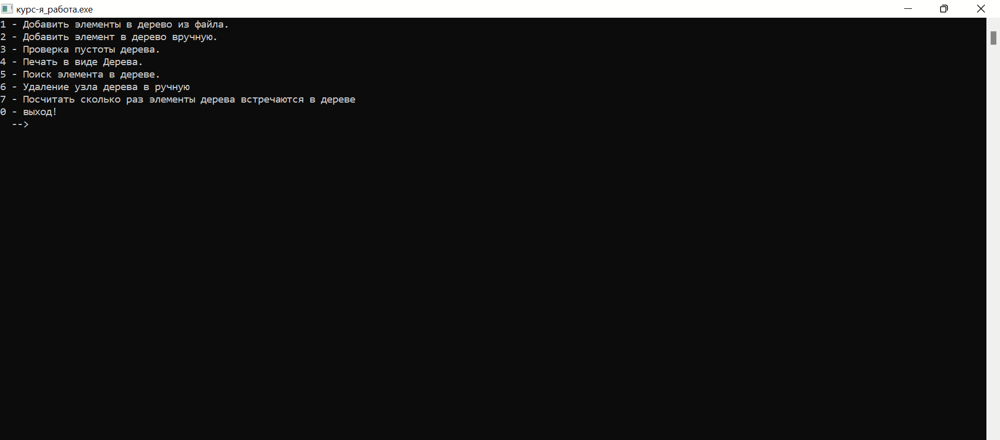 курс-я_работа.exe
1 - Добавить элементы в дерево из файла.
2 - Добавить элемент в дерево вручную.
3 - Проверка пустоты дерева.
4 - Печать в виде Дерева.
5 - Поиск элемента в дереве.
6 - Удаление узла дерева в ручную
7 - Посчитать сколько раз элементы дерева встречаются в дереве
0 - выход!
-->